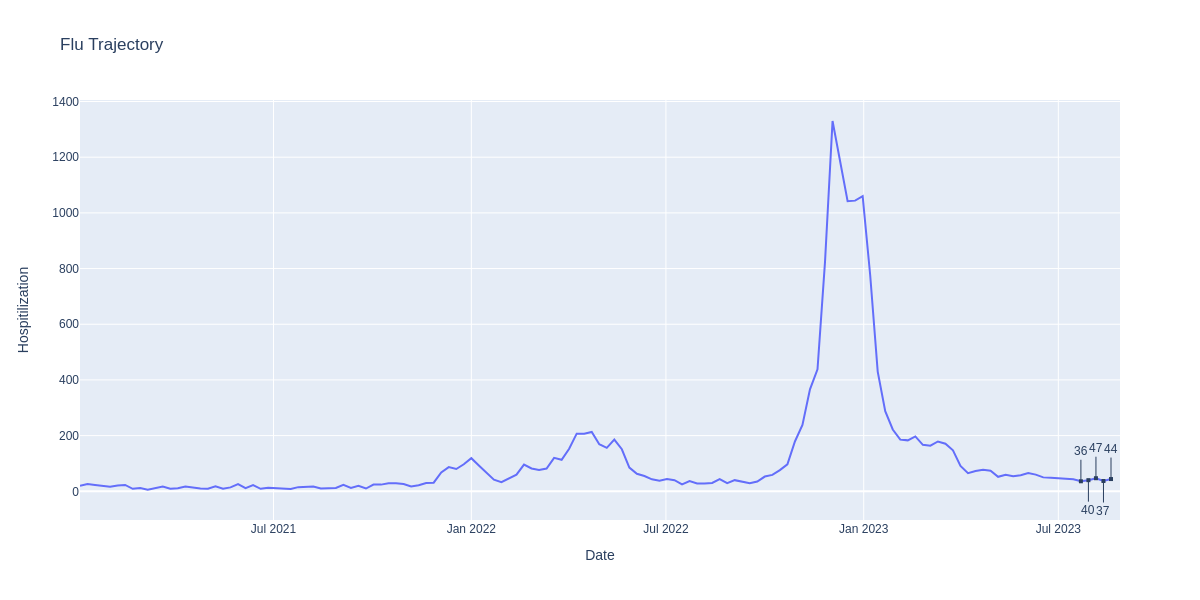 Flu Trajectory
1400
1200
1000
800
600
400
200
0
Hospitilization
36
47
44
40
37
Jul 2021
Jan 2022
Jul 2022
Jan 2023
Jul 2023
Date